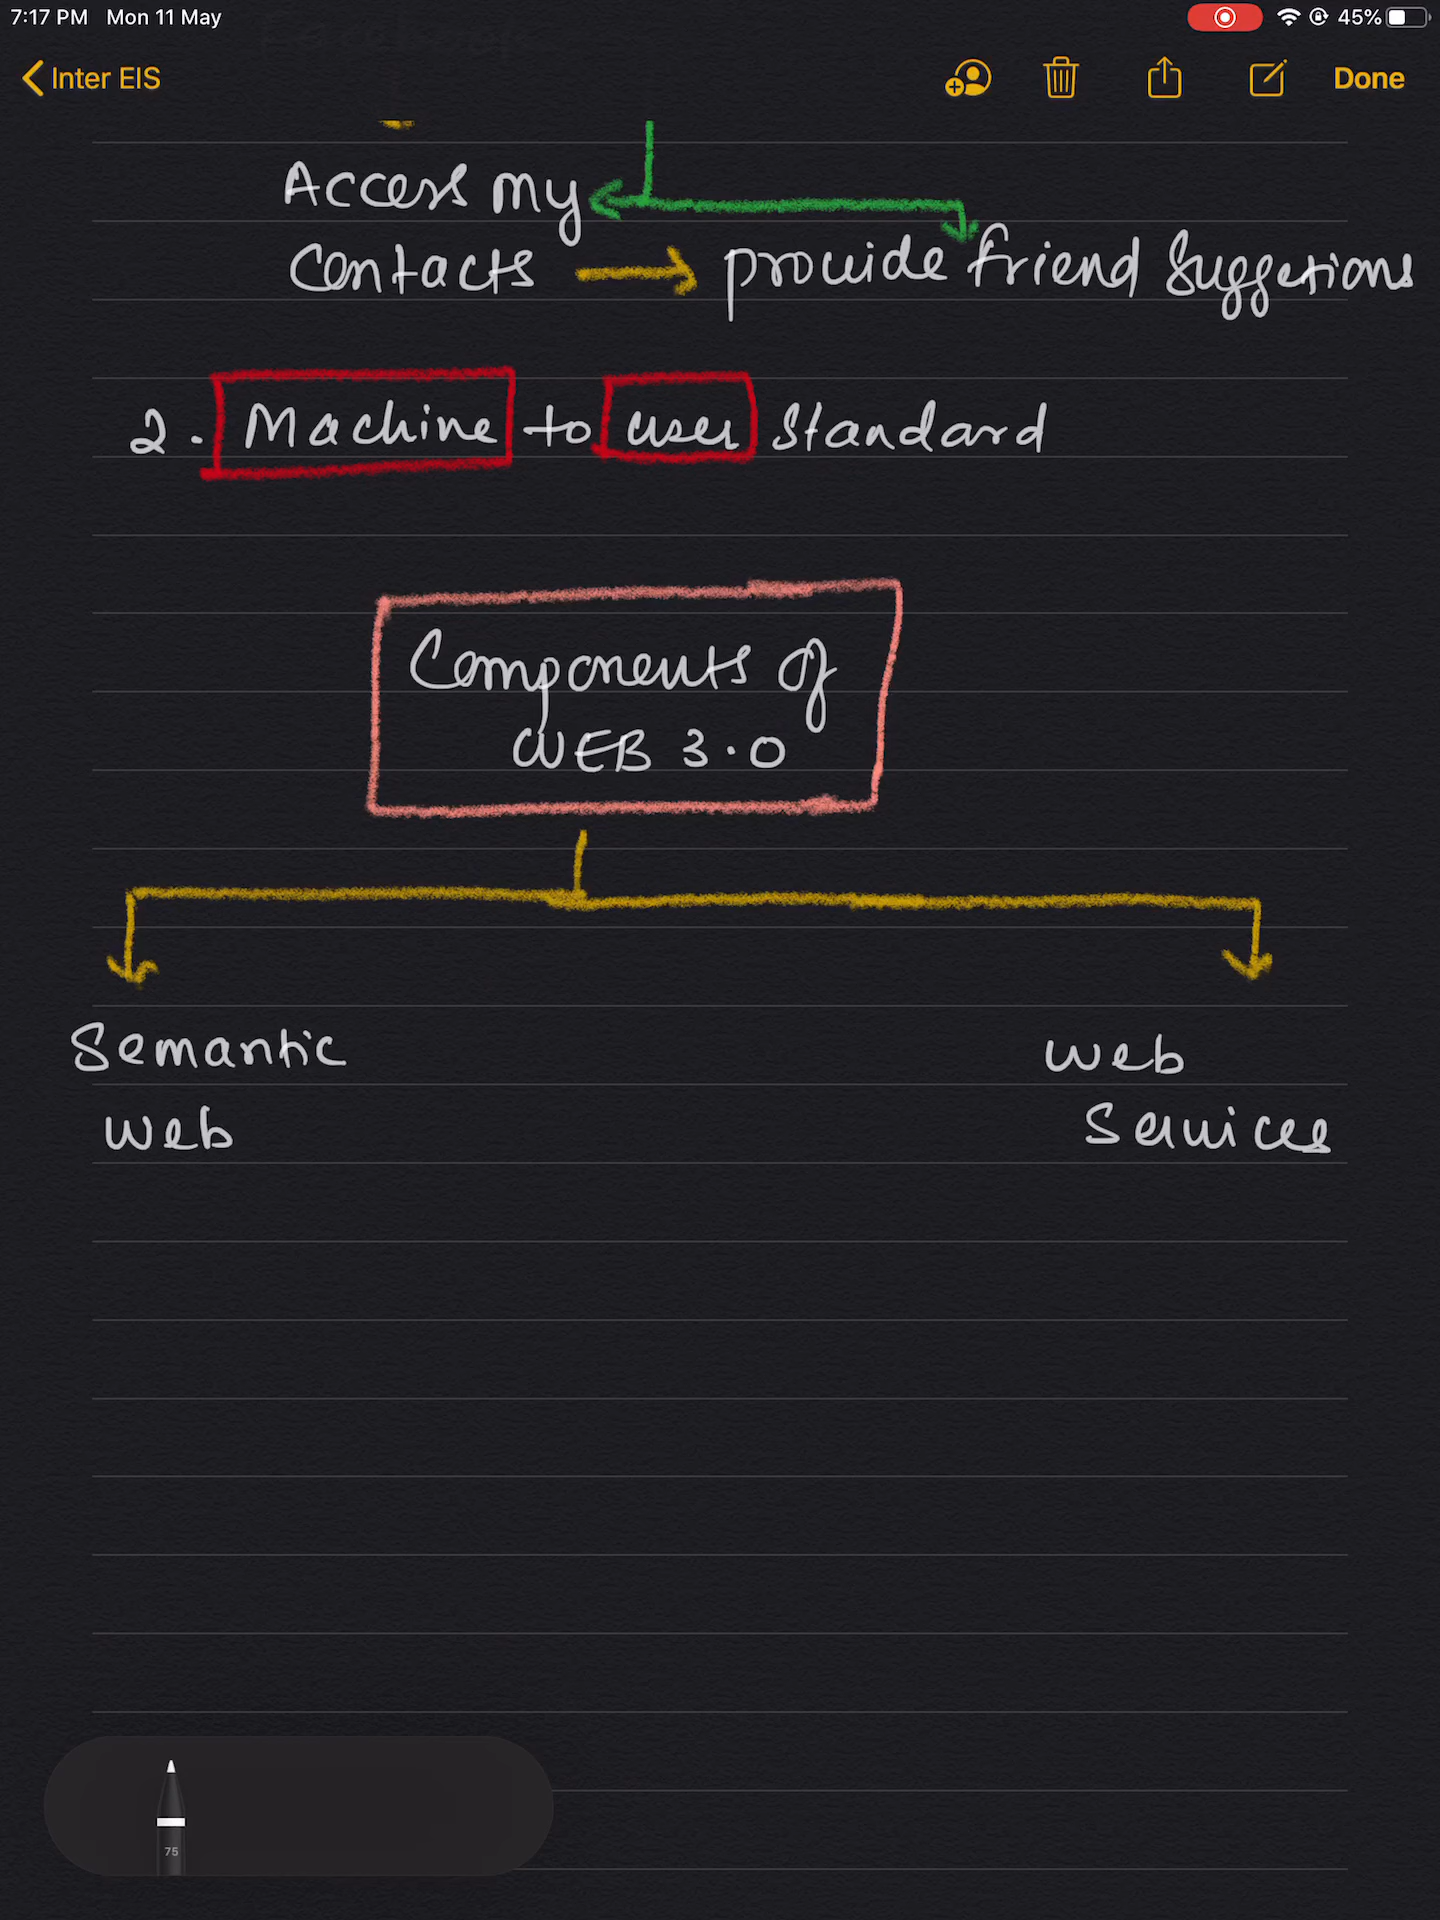 7:17 PM Mon 11 May 45%
Inter EIS Done
Access my
Contacts → provide friend Suggestions
2. Machine to user Standard
Components of
WEB 3.0
Semantic Web
Web Services
75